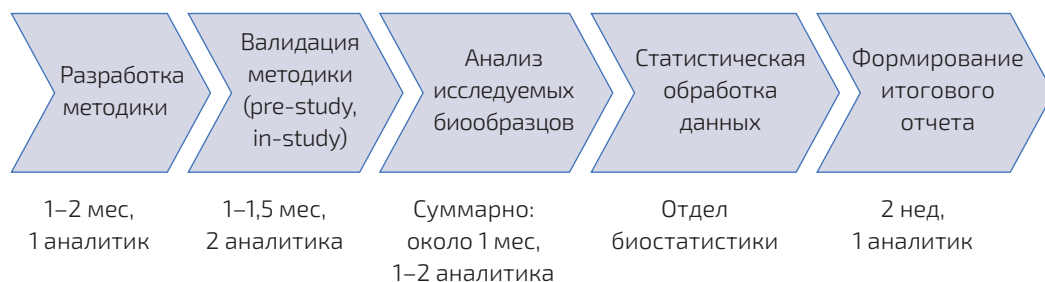 Разработка
методики
Валидация
методики
(pre-study,
in-study)
Анализ
исследуемых
биообразцов
Статистическая
обработка
данных
Формирование
итогового
отчета
1–2 мес,
1 аналитик
1–1,5 мес,
2 аналитика
Суммарно:
около 1 мес,
1–2 аналитика
Отдел
биостатистики
2 нед,
1 аналитик